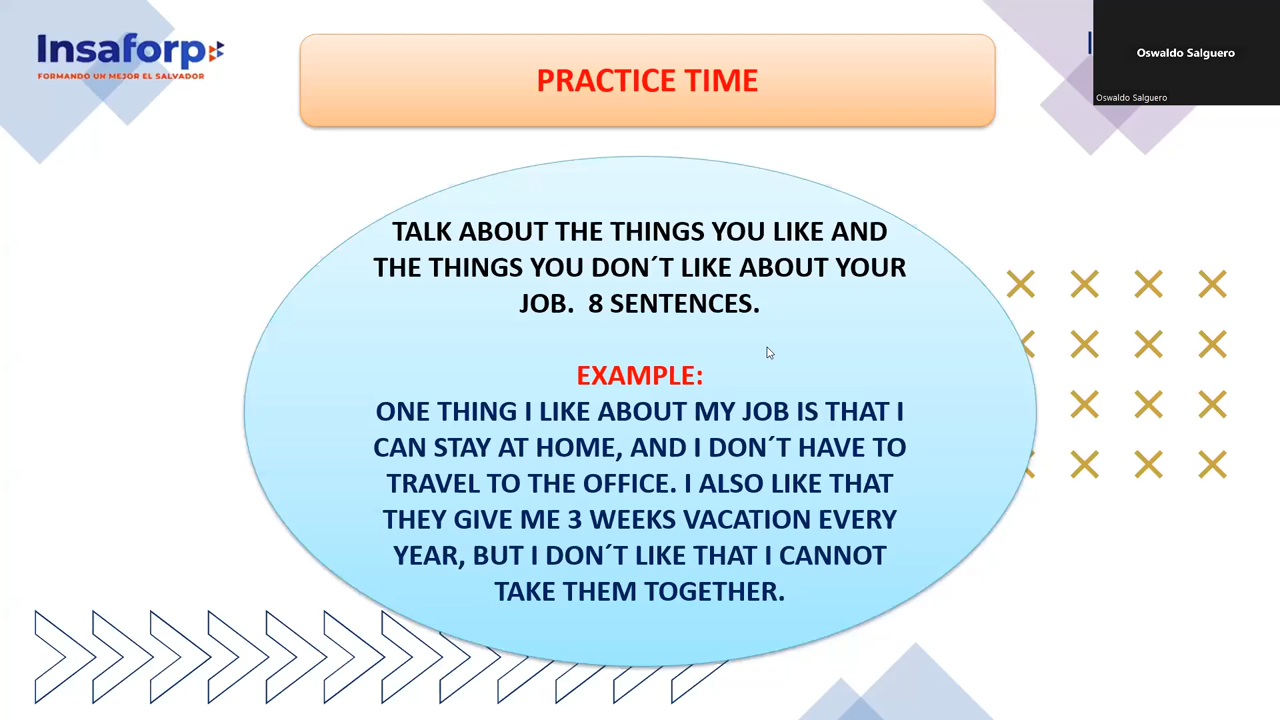 Insaforp
FORMANDO UN MEJOR EL SALVADOR
PRACTICE TIME
Oswaldo Salguero
Oswaldo Salguero
TALK ABOUT THE THINGS YOU LIKE AND
THE THINGS YOU DON´T LIKE ABOUT YOUR
JOB.  8 SENTENCES.
EXAMPLE:
ONE THING I LIKE ABOUT MY JOB IS THAT I
CAN STAY AT HOME, AND I DON´T HAVE TO
TRAVEL TO THE OFFICE. I ALSO LIKE THAT
THEY GIVE ME 3 WEEKS VACATION EVERY
YEAR, BUT I DON´T LIKE THAT I CANNOT
TAKE THEM TOGETHER.